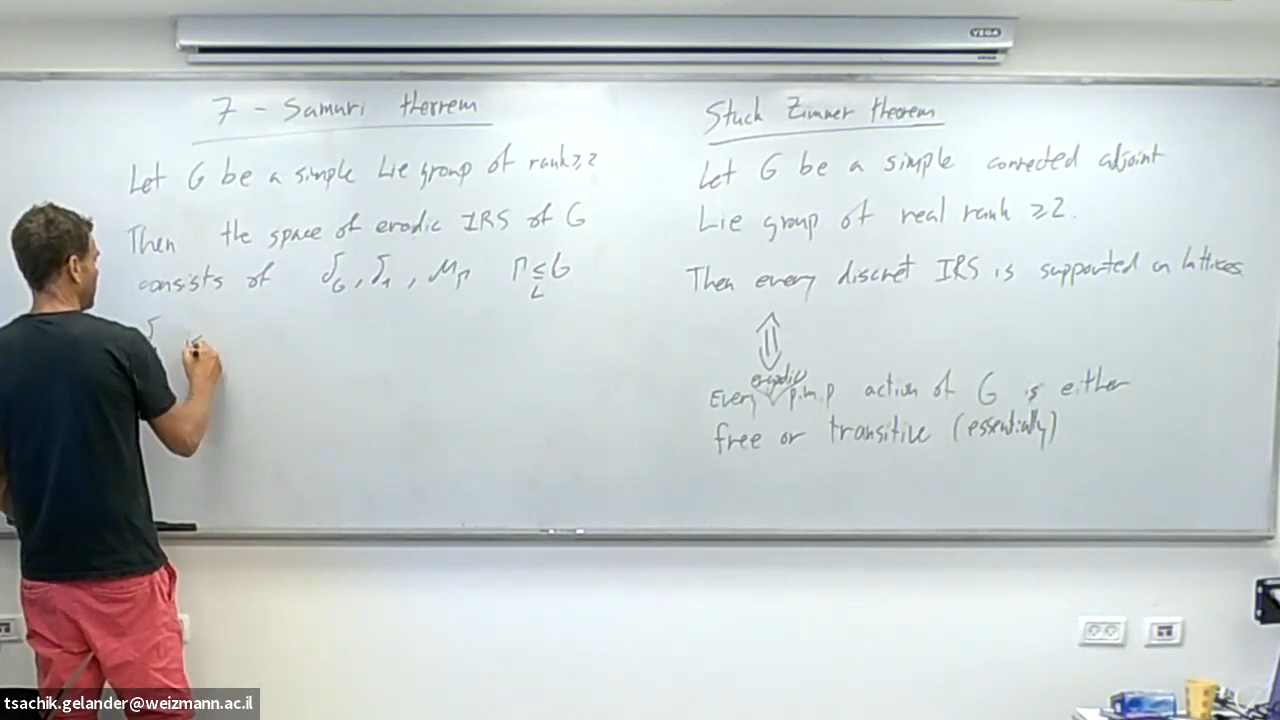 VEGA
7 - Samuri therrem
Let G be a simple Lie group of rank ≥ 2
Then the space of erodic IRS of G
consists of δ_G, δ_1, μ_Γ Γ ≤_L G
δ
Stuck Zimmer theorem
Let G be a simple connected adjoint
Lie group of real rank ≥ 2.
Then every discret IRS is supported on lattices
⇕
Every ergodic p.m.p action of G is either
free or transitive (essentially)
tsachik.gelander@weizmann.ac.il